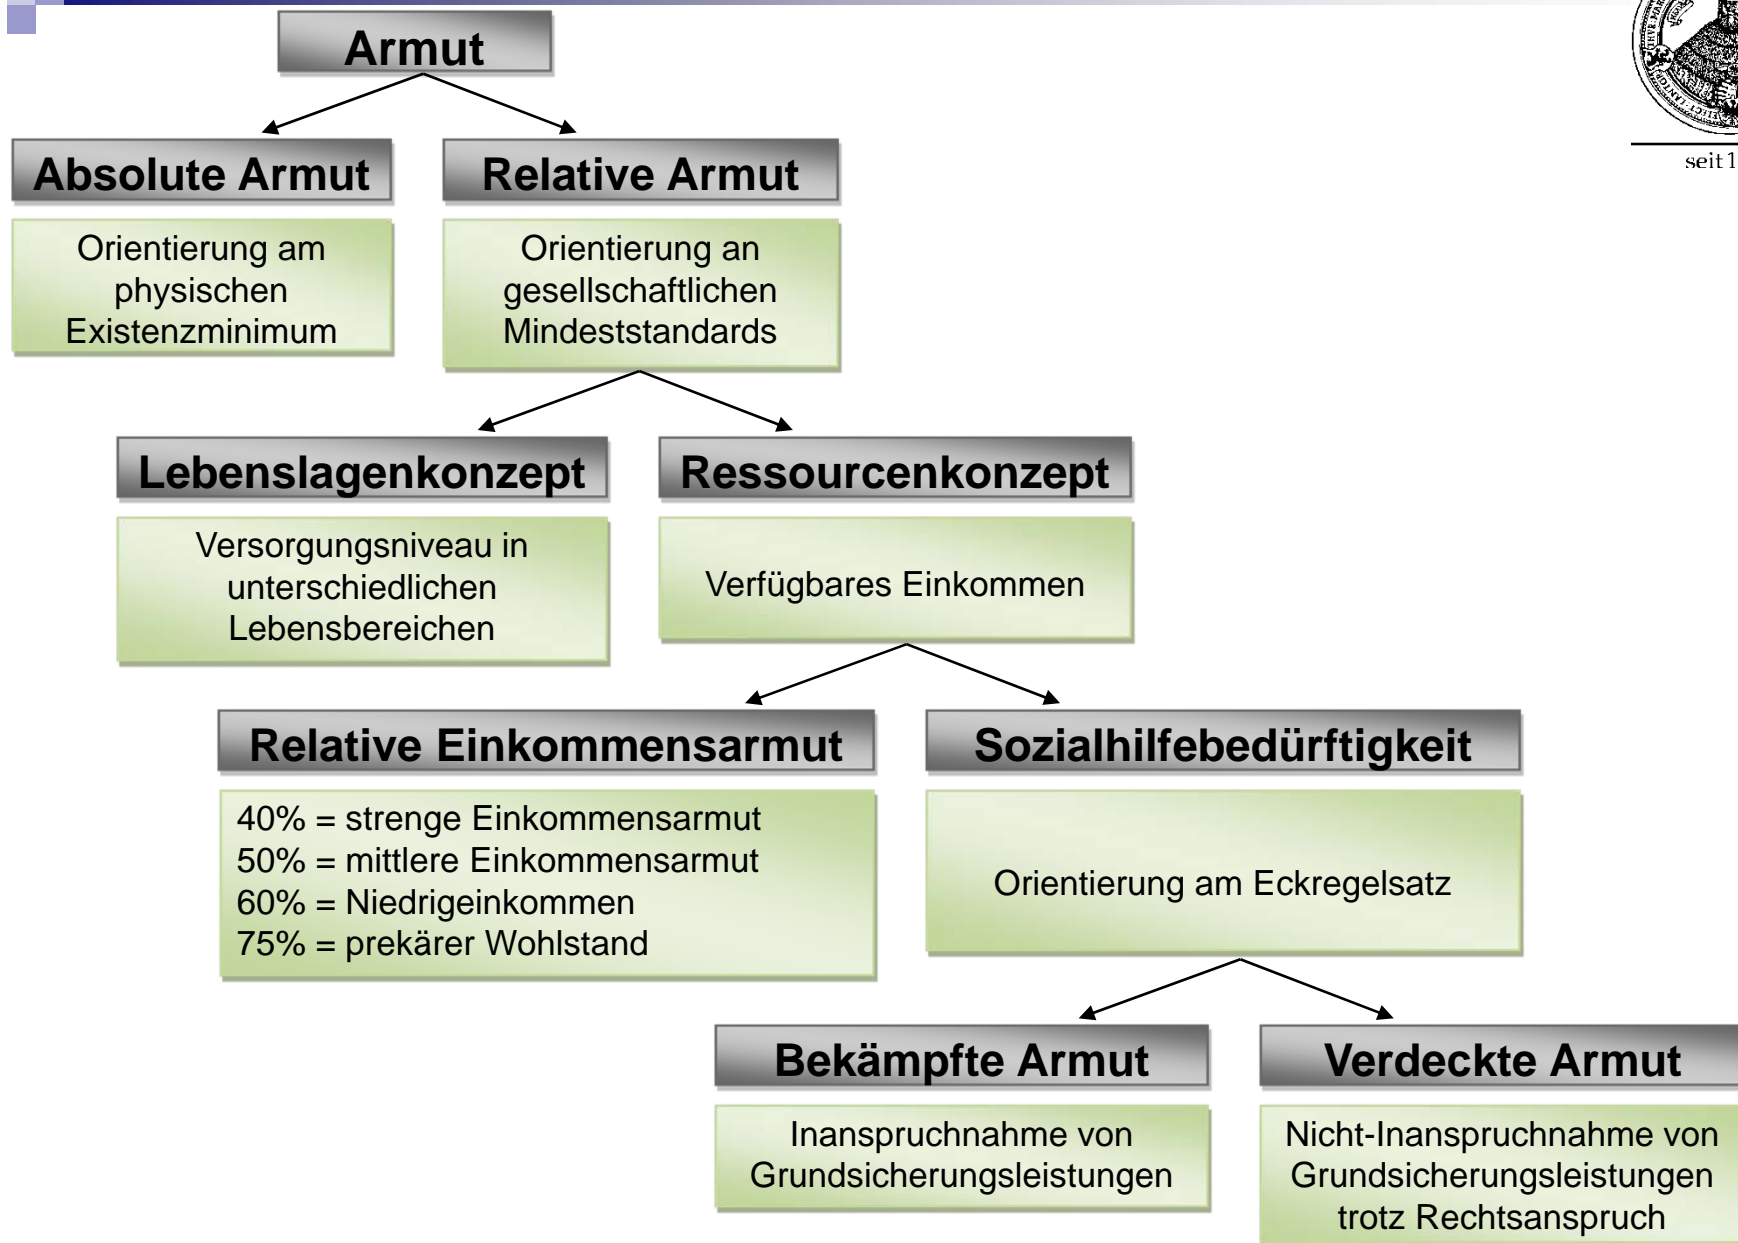 Armut
seit 1
Absolute Armut
Relative Armut
Orientierung am
physischen
Existenzminimum
Orientierung an
gesellschaftlichen
Mindeststandards
Lebenslagenkonzept
Ressourcenkonzept
Versorgungsniveau in
unterschiedlichen
Lebensbereichen
Verfügbares Einkommen
Relative Einkommensarmut
Sozialhilfebedürftigkeit
40% = strenge Einkommensarmut
50% = mittlere Einkommensarmut
60% = Niedrigeinkommen
75% = prekärer Wohlstand
Orientierung am Eckregelsatz
Bekämpfte Armut
Verdeckte Armut
Inanspruchnahme von
Grundsicherungsleistungen
Nicht-Inanspruchnahme von
Grundsicherungsleistungen
trotz Rechtsanspruch